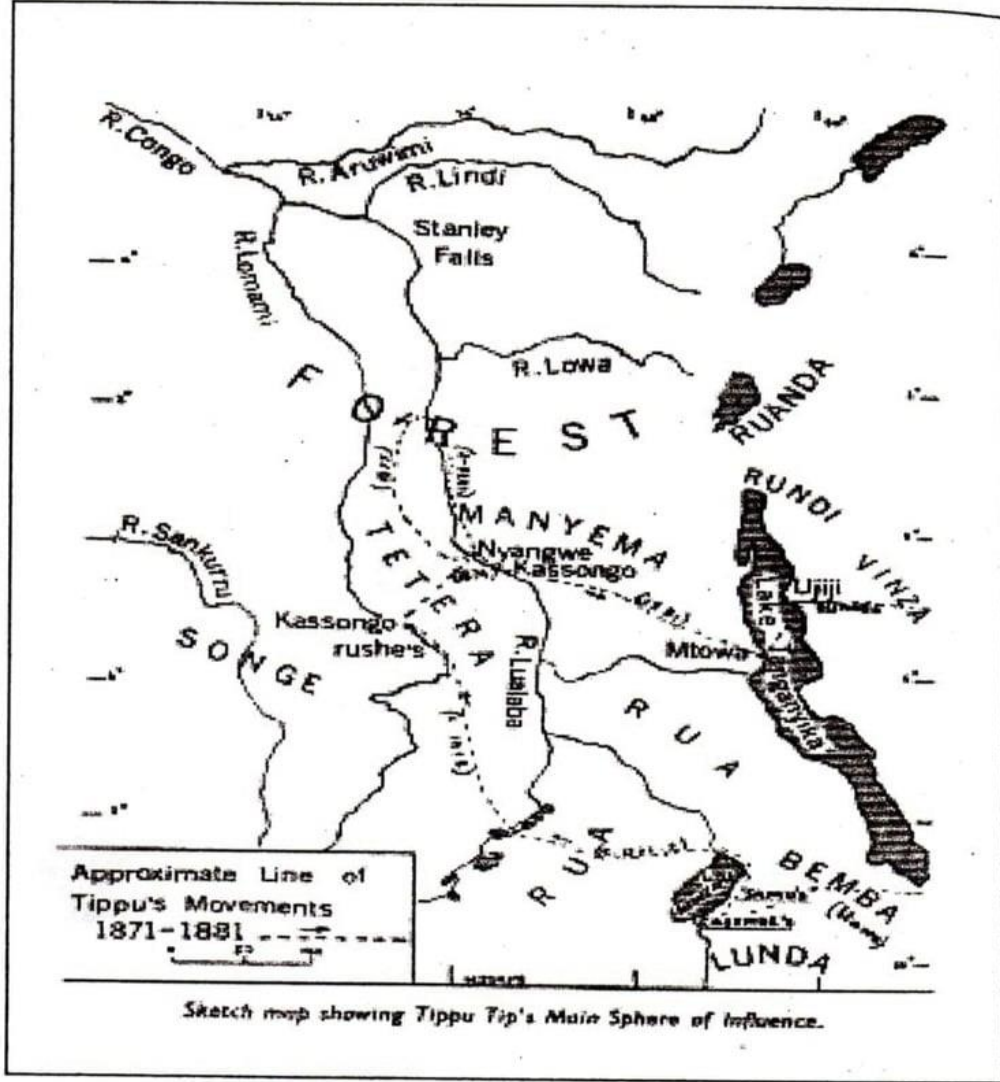 R. Congo
R. Aruwimi
R. Lindi
Stanley
Falls
R. Lomami
R. Lowa
FOREST
RUANDA
RUNDI
MANYEMA
VINZA
Nyangwe
Kassongo
R. Sankuru
TETERA
Ujiji
Lake Tanganyika
Kassongo
rushe's
Mtowa
SONGE
R. Lualaba
RUA
RUA
BEMBA
LUNDA
Approximate Line of
Tippu's Movements
1871-1881
Sketch map showing Tippu Tip's Main Sphere of Influence.